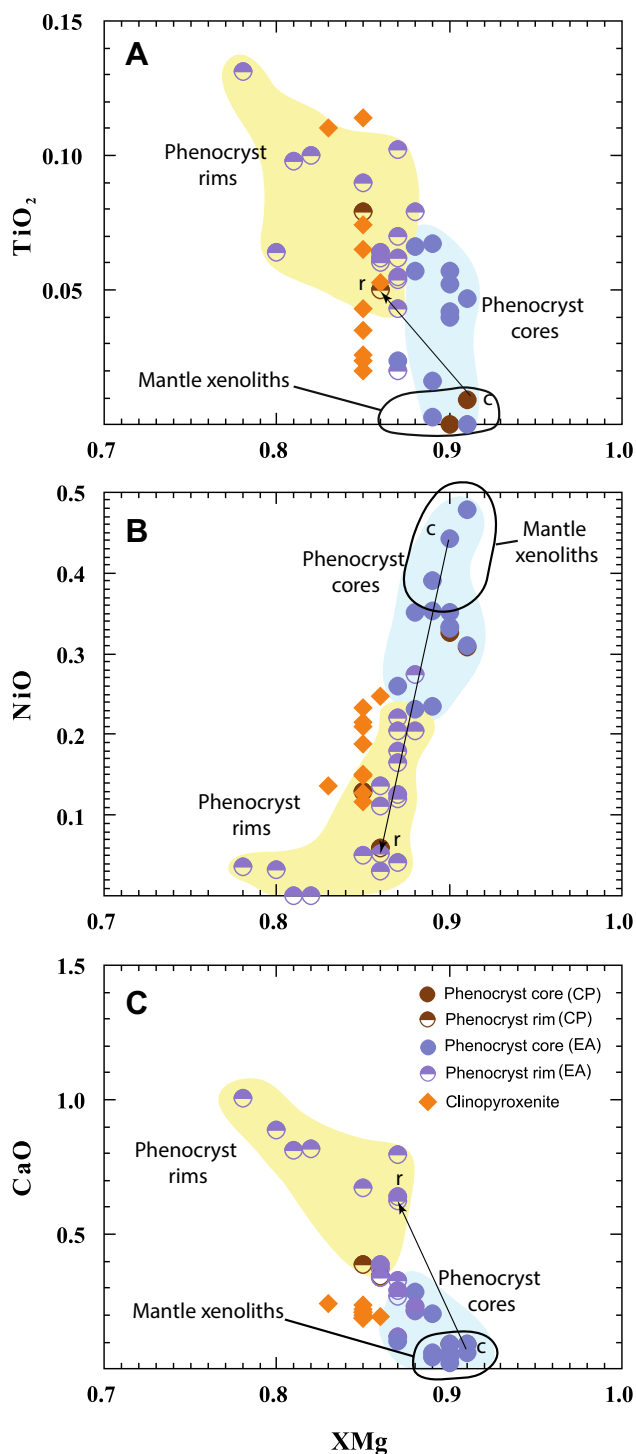 0.15
A
Phenocryst
rims
0.10
TiO2
r
0.05
Phenocryst
cores
Mantle xenoliths
c
0.7 0.8 0.9 1.0
0.5
B
c
Mantle
xenoliths
Phenocryst
cores
0.4
0.3
NiO
0.2
Phenocryst
rims
0.1
r
0.7 0.8 0.9 1.0
1.5
C
Phenocryst core (CP)
Phenocryst rim (CP)
Phenocryst core (EA)
Phenocryst rim (EA)
Clinopyroxenite
1.0
Phenocryst
rims
CaO
r
0.5
Phenocryst
cores
Mantle xenoliths
c
0.7 0.8 0.9 1.0
XMg